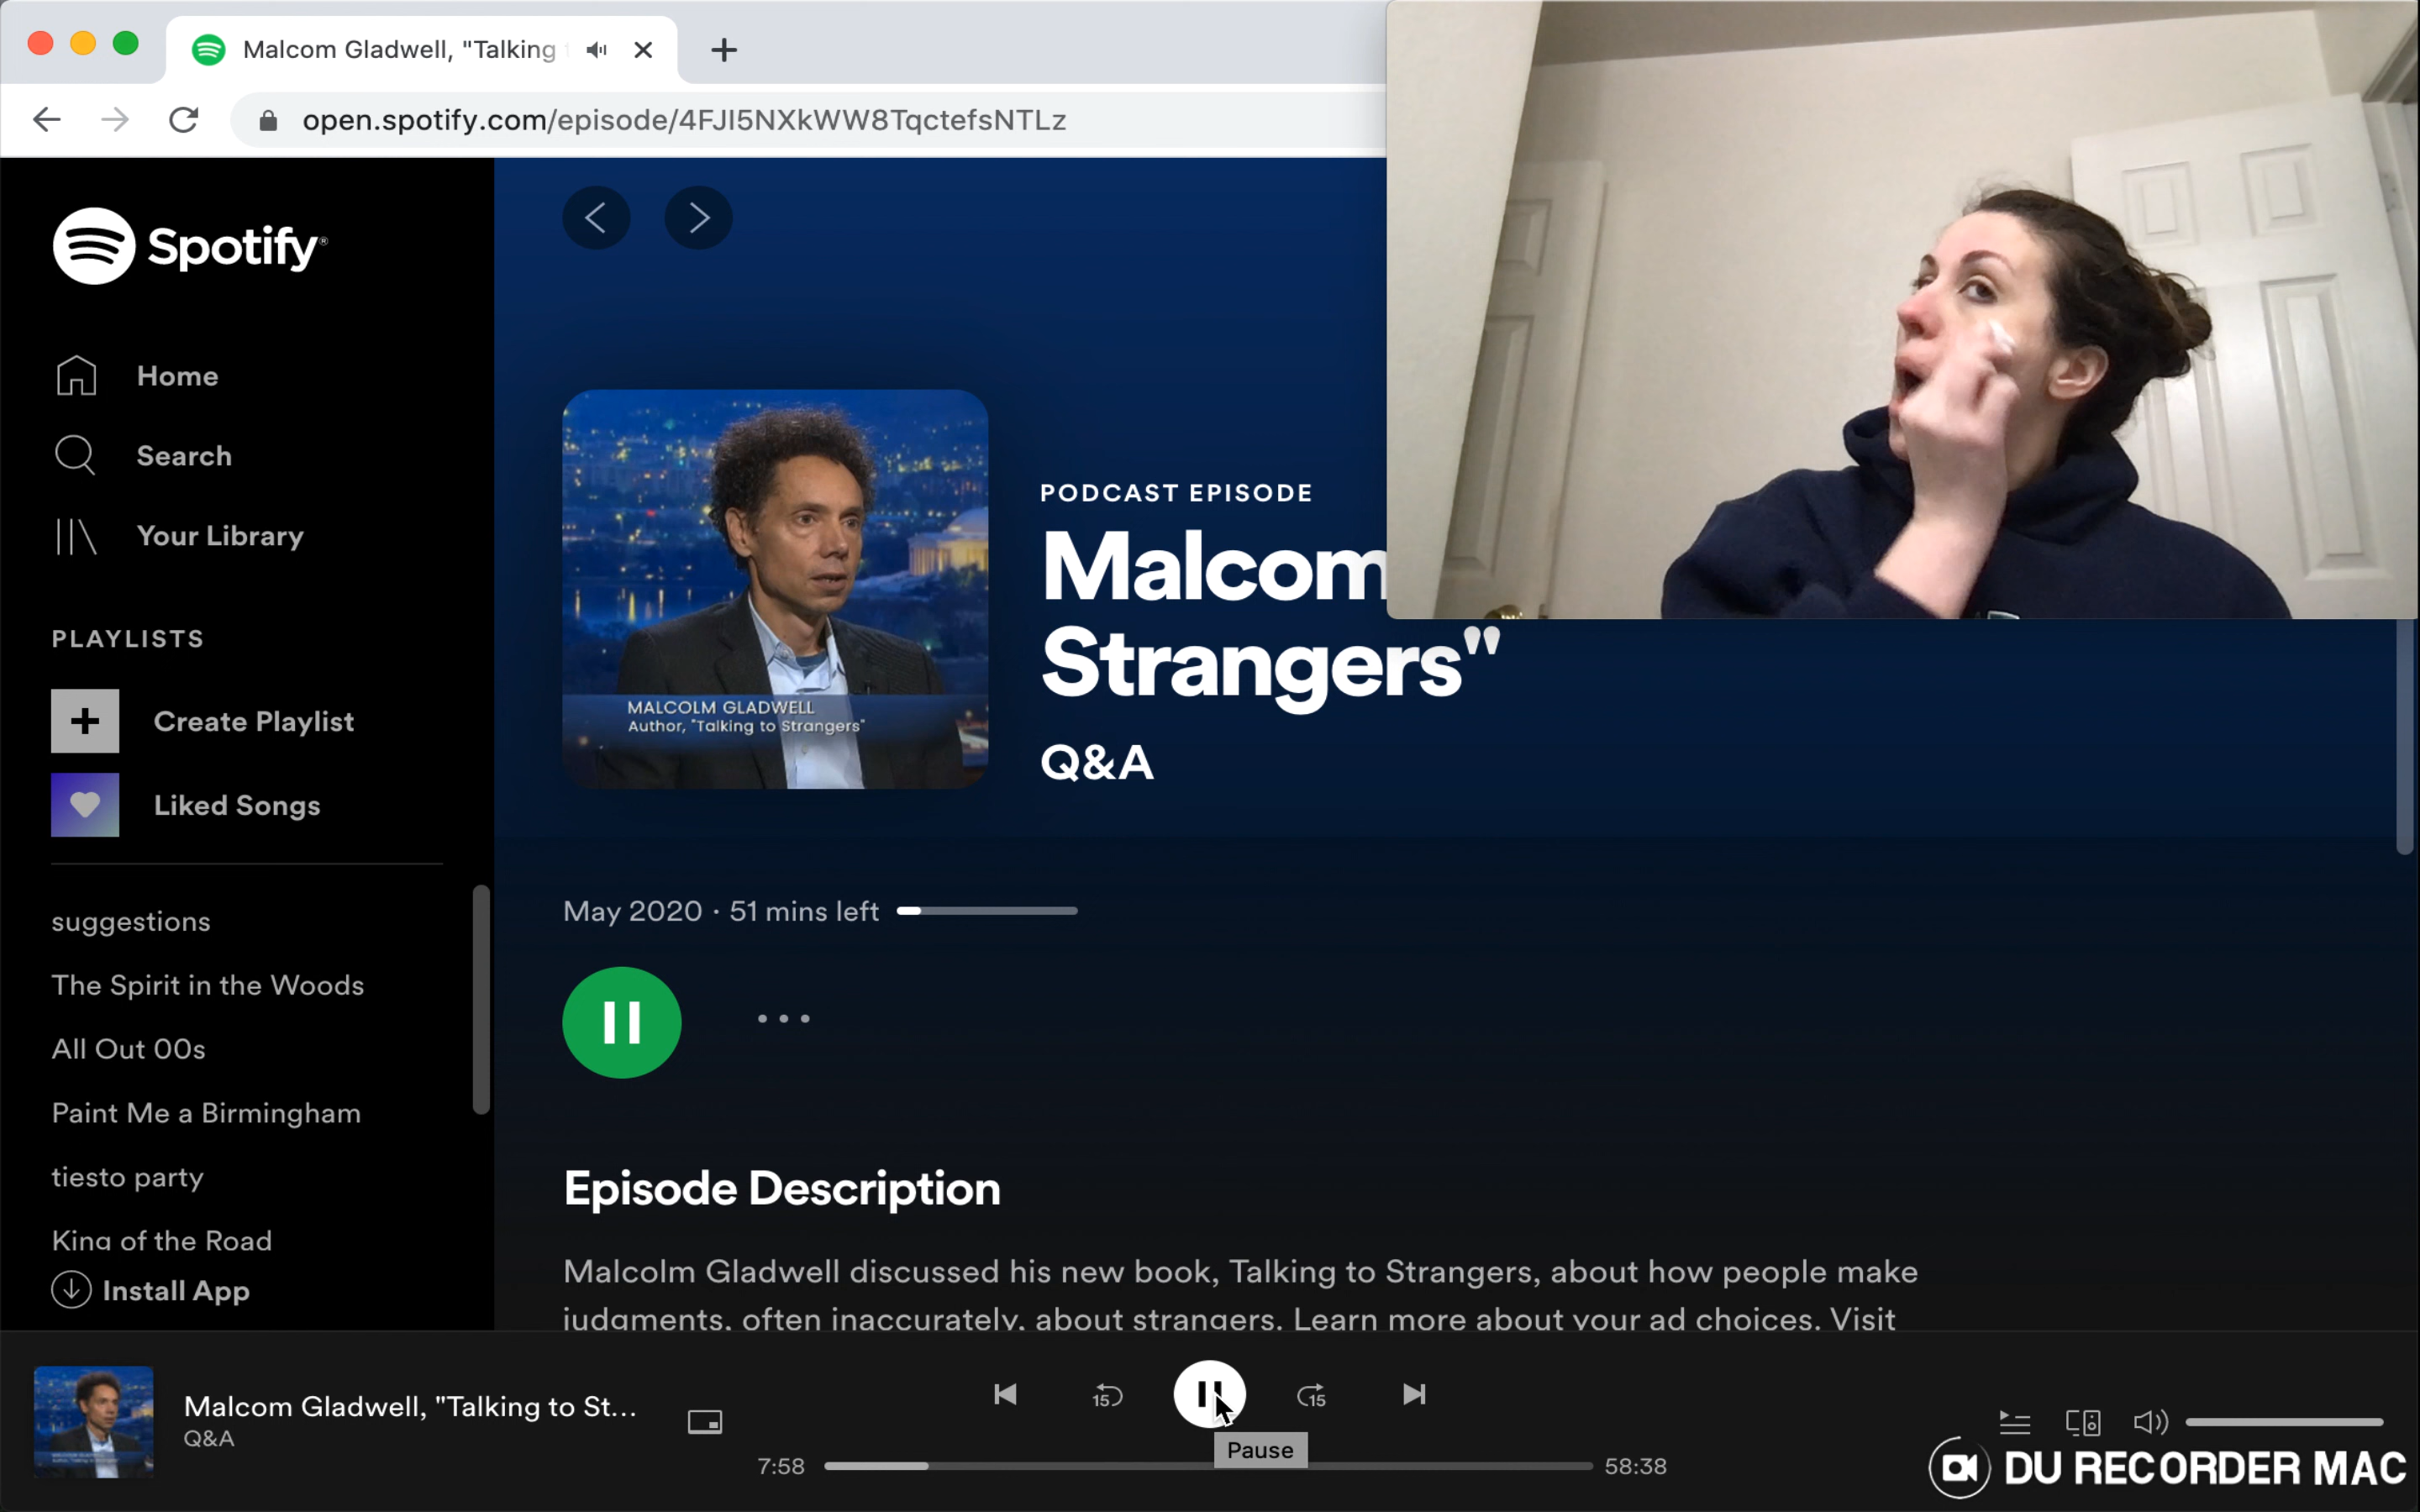 Malcom Gladwell, "Talking
open.spotify.com/episode/4FJI5NXkWW8TqctefsNTLz
Spotify®
Home
Search
Your Library
PLAYLISTS
Create Playlist
Liked Songs
suggestions
The Spirit in the Woods
All Out 00s
Paint Me a Birmingham
tiesto party
King of the Road
Install App
PODCAST EPISODE
Malcom
Strangers"
Q&A
MALCOLM GLADWELL
Author, "Talking to Strangers"
May 2020 · 51 mins left
Episode Description
Malcolm Gladwell discussed his new book, Talking to Strangers, about how people make
judgments, often inaccurately, about strangers. Learn more about your ad choices. Visit
Malcom Gladwell, "Talking to St...
Q&A
15
15
Pause
7:58
58:38
DU RECORDER MAC